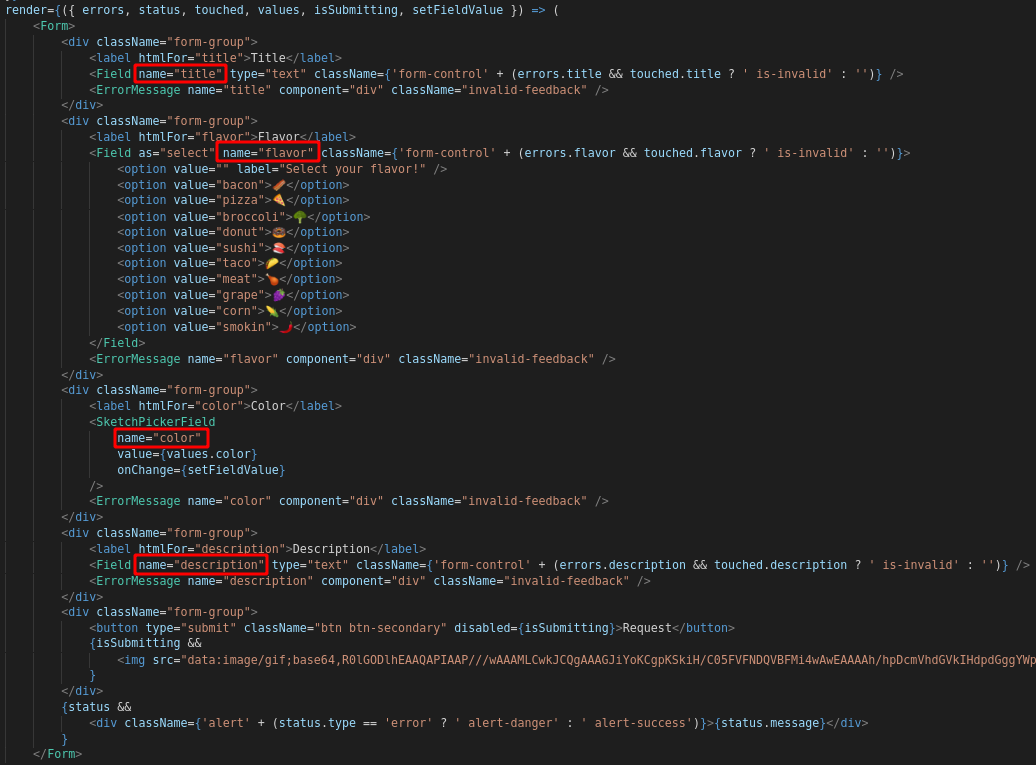 render={({ errors, status, touched, values, isSubmitting, setFieldValue }) => (
<Form>
<div className="form-group">
<label htmlFor="title">Title</label>
<Field name="title" type="text" className={'form-control' + (errors.title && touched.title ? ' is-invalid' : '')} />
<ErrorMessage name="title" component="div" className="invalid-feedback" />
</div>
<div className="form-group">
<label htmlFor="flavor">Flavor</label>
<Field as="select" name="flavor" className={'form-control' + (errors.flavor && touched.flavor ? ' is-invalid' : '')}>
<option value="" label="Select your flavor!" />
<option value="bacon">🥓</option>
<option value="pizza">🍕</option>
<option value="broccoli">🥦</option>
<option value="donut">🍩</option>
<option value="sushi">🍣</option>
<option value="taco">🌮</option>
<option value="meat">🍗</option>
<option value="grape">🍇</option>
<option value="corn">🌽</option>
<option value="smokin">🌶</option>
</Field>
<ErrorMessage name="flavor" component="div" className="invalid-feedback" />
</div>
<div className="form-group">
<label htmlFor="color">Color</label>
<SketchPickerField
name="color"
value={values.color}
onChange={setFieldValue}
/>
<ErrorMessage name="color" component="div" className="invalid-feedback" />
</div>
<div className="form-group">
<label htmlFor="description">Description</label>
<Field name="description" type="text" className={'form-control' + (errors.description && touched.description ? ' is-invalid' : '')} />
<ErrorMessage name="description" component="div" className="invalid-feedback" />
</div>
<div className="form-group">
<button type="submit" className="btn btn-secondary" disabled={isSubmitting}>Request</button>
{isSubmitting &&
<img src="data:image/gif;base64,R0lGODlhEAAQAPIAAP///wAAAMLCwkJCQgAAAGJiYoKCgpKSkiH/C05FVFNDQVBFMi4wAwEAAAAh/hpDcmVhdGVkIHdpdGggYWp
}
</div>
{status &&
<div className={'alert' + (status.type == 'error' ? ' alert-danger' : ' alert-success')}>{status.message}</div>
}
</Form>